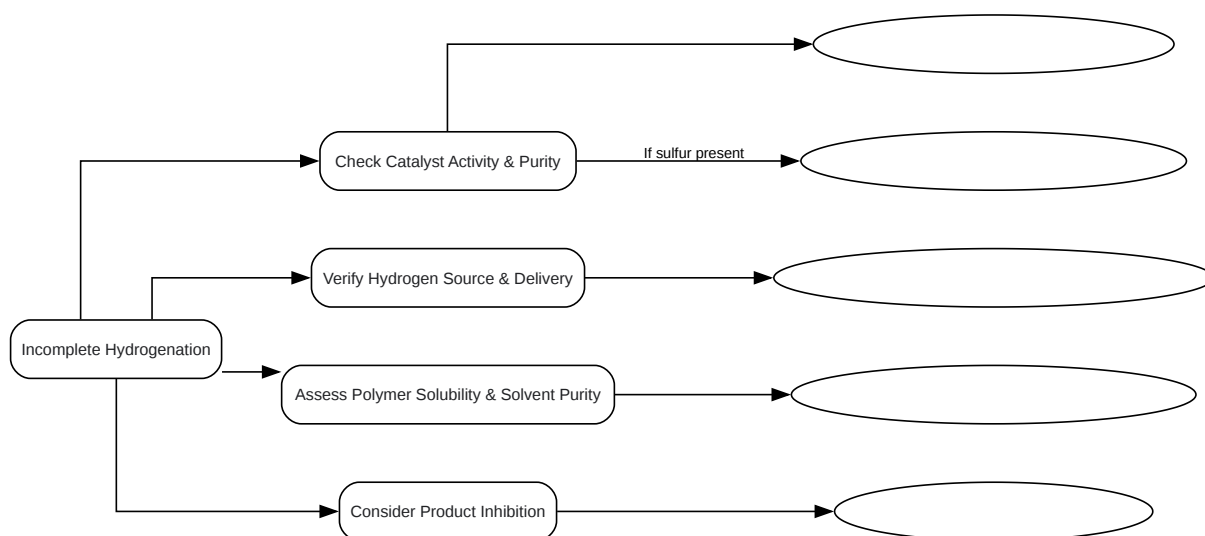 Check Catalyst Activity & Purity
If sulfur present
Verify Hydrogen Source & Delivery
Incomplete Hydrogenation
Assess Polymer Solubility & Solvent Purity
Consider Product Inhibition